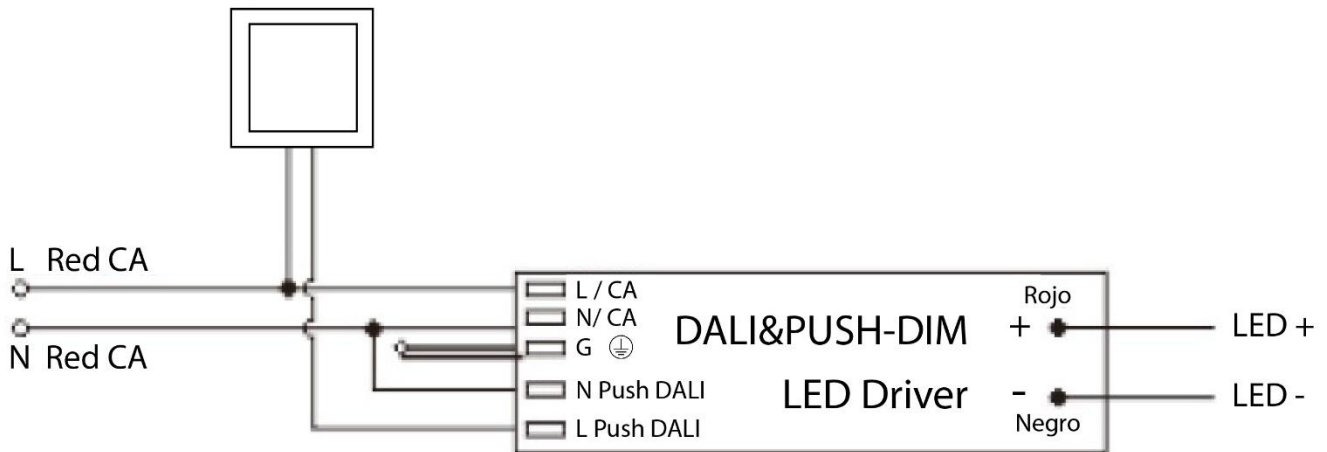 L Red CA
N Red CA
L / CA
N/ CA
G
N Push DALI
L Push DALI
DALI&PUSH-DIM
LED Driver
Rojo
+
-
Negro
LED +
LED -